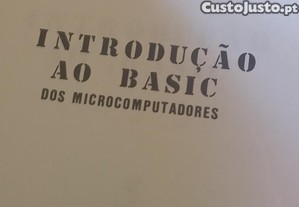 CustoJusto.pt
INTRODUÇÃO
AO BASIC
DOS MICROCOMPUTADORES